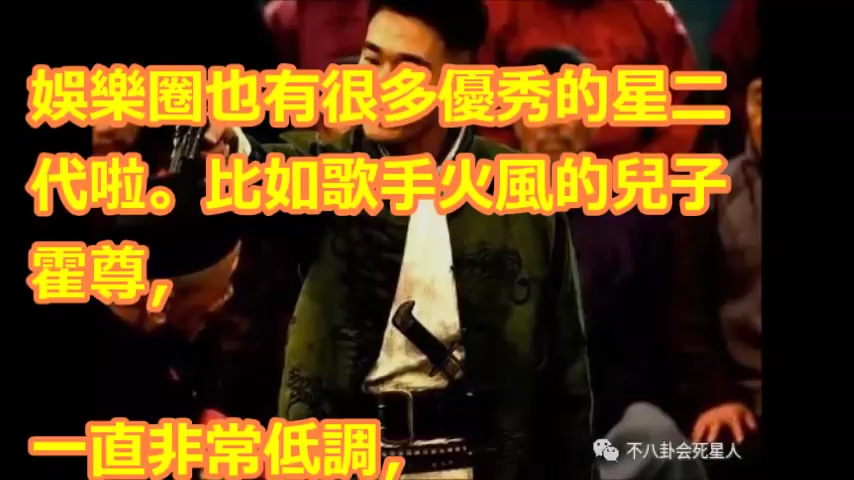 娛樂圈也有很多優秀的星二
代啦。比如歌手火風的兒子
霍尊,
一直非常低調,
不八卦会死星人